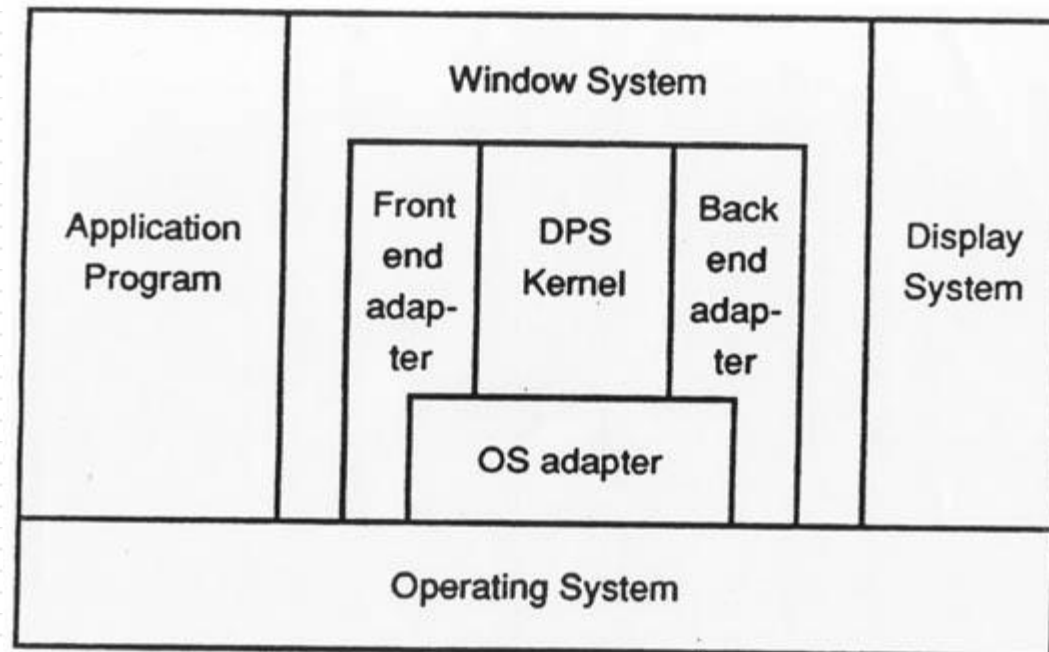 Window System
Application
Program
Front
end
adap-
ter
DPS
Kernel
Back
end
adap-
ter
Display
System
OS adapter
Operating System